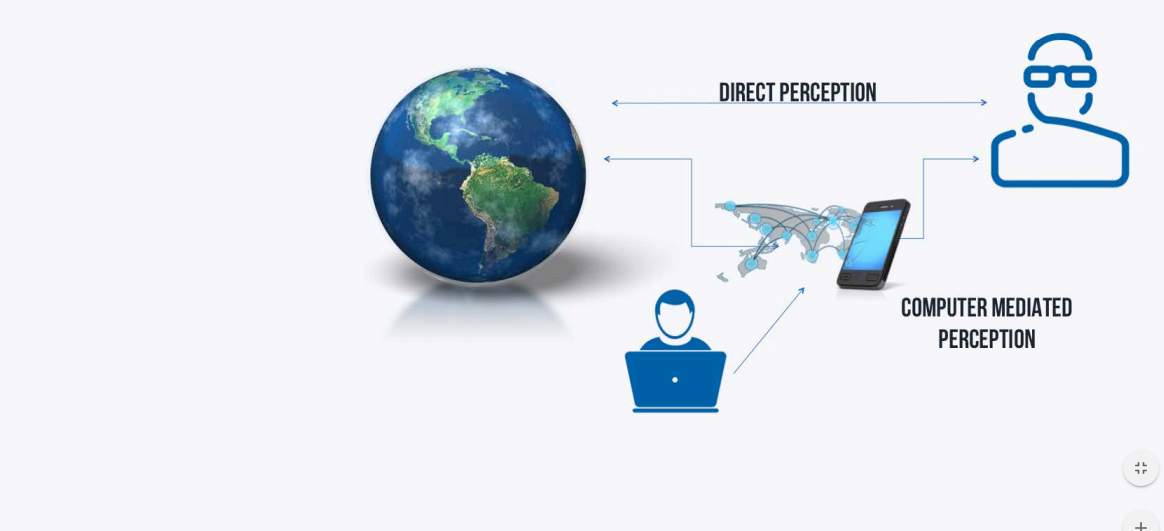 DIRECT PERCEPTION
COMPUTER MEDIATED
PERCEPTION